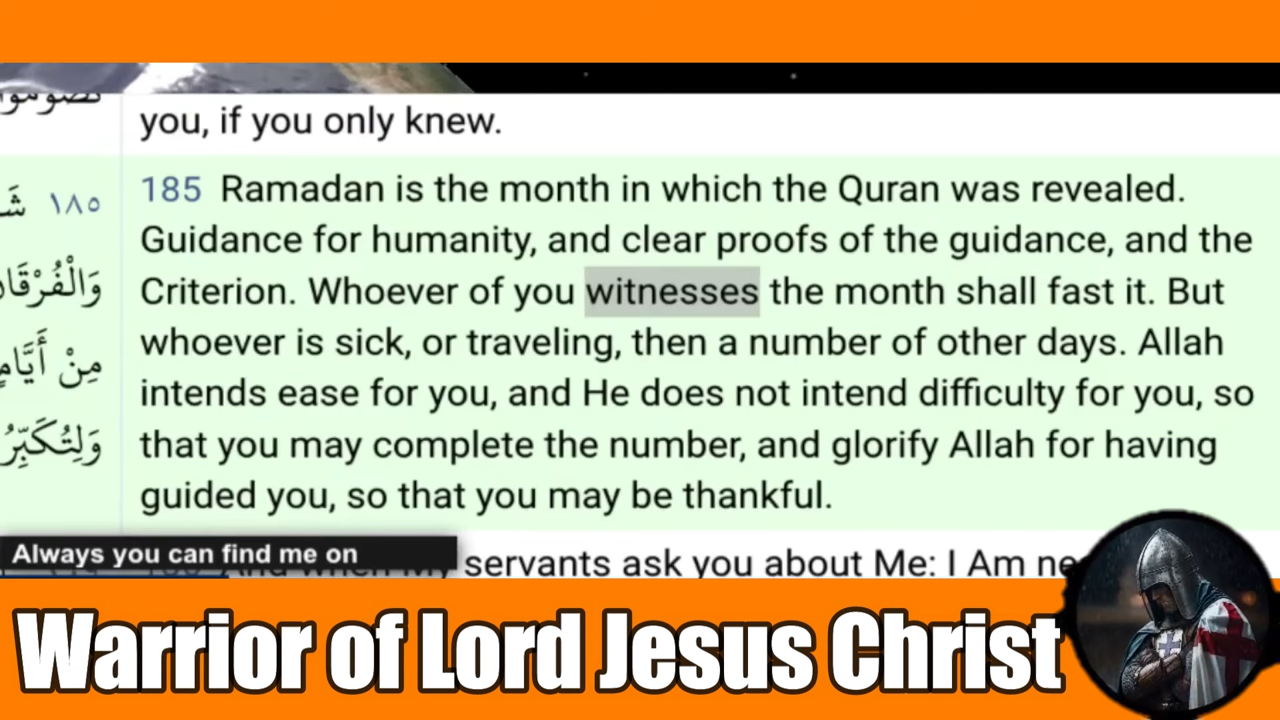 you, if you only knew.
185 Ramadan is the month in which the Quran was revealed.
Guidance for humanity, and clear proofs of the guidance, and the
Criterion. Whoever of you witnesses the month shall fast it. But
whoever is sick, or traveling, then a number of other days. Allah
intends ease for you, and He does not intend difficulty for you, so
that you may complete the number, and glorify Allah for having
guided you, so that you may be thankful.
servants ask you about Me: I Am
١٨٥
مِنْ
وَلِتُكَبِّرُ
Always you can find me on
Warrior of Lord Jesus Christ